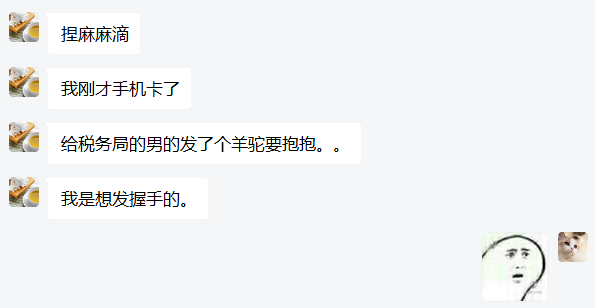 捏麻麻滴
我刚才手机卡了
给税务局的男的发了个羊驼要抱抱。。
我是想发握手的。